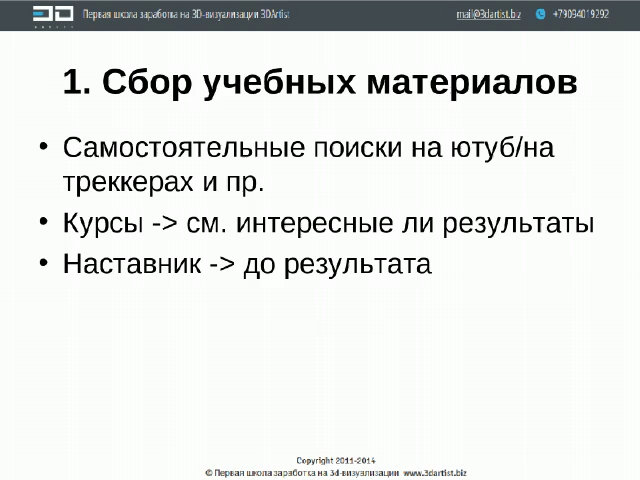 Первая школа заработка на 3D-визуализации 3DArtist mail@3dartist.biz +79094019292
1. Сбор учебных материалов
• Самостоятельные поиски на ютуб/на
треккерах и пр.
• Курсы -> см. интересные ли результаты
• Наставник -> до результата
Copyright 2011-2014
© Первая школа заработка на 3d-визуализации www.3dartist.biz